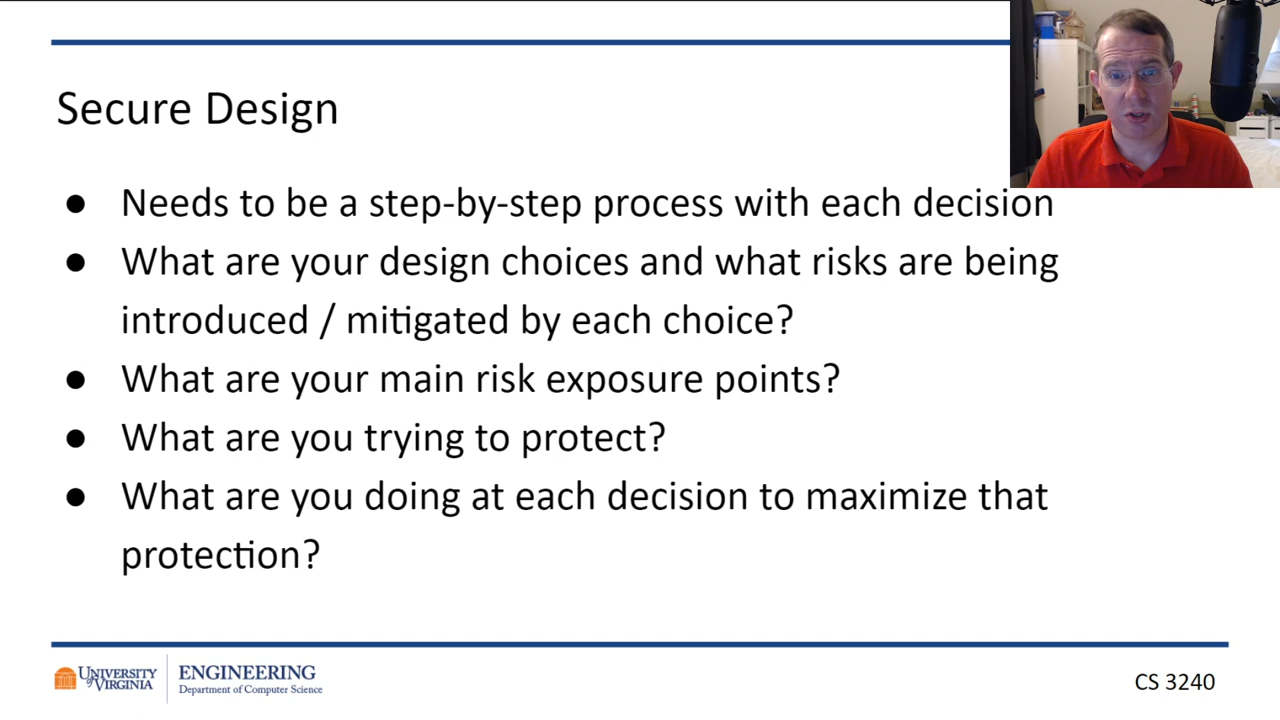 Secure Design
● Needs to be a step-by-step process with each decision
● What are your design choices and what risks are being
introduced / mitigated by each choice?
● What are your main risk exposure points?
● What are you trying to protect?
● What are you doing at each decision to maximize that
protection?
UNIVERSITY
of VIRGINIA
ENGINEERING
Department of Computer Science
CS 3240